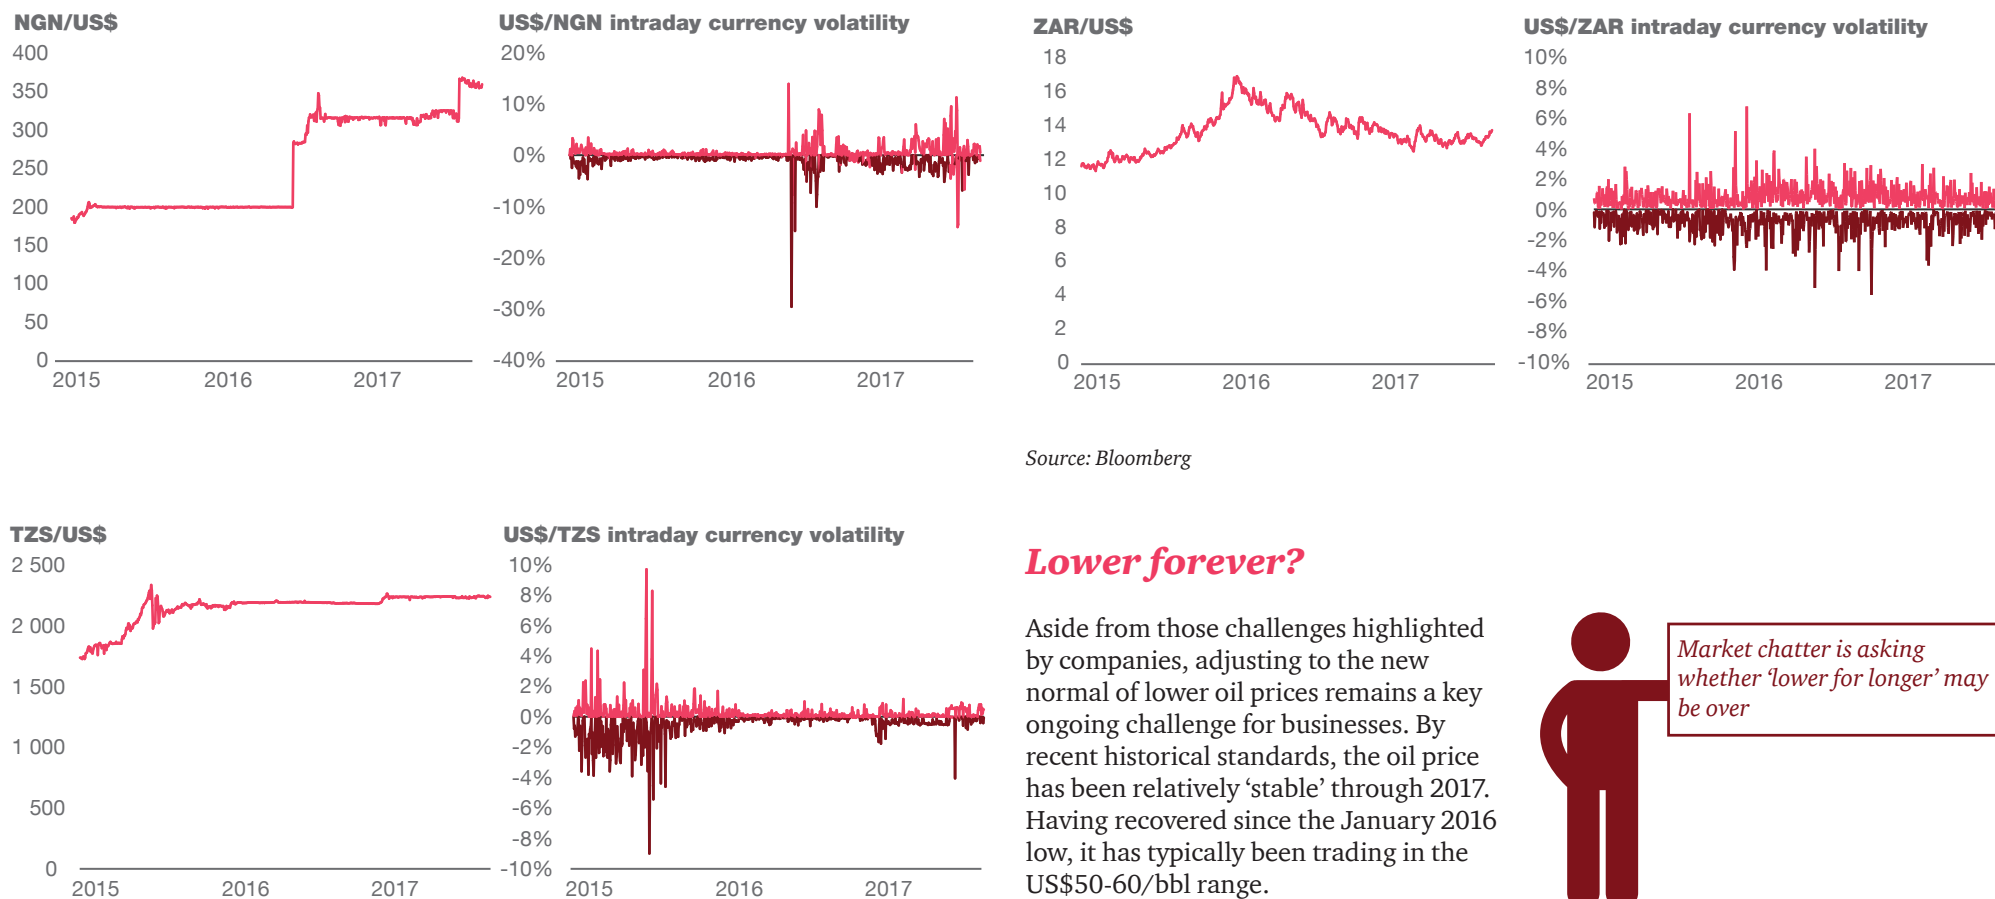 NGN/US$
400
350
300
250
200
150
100
50
0
2015 2016 2017
US$/NGN intraday currency volatility
20%
10%
0%
-10%
-20%
-30%
-40%
2015 2016 2017
ZAR/US$
18
16
14
12
10
8
6
4
2
0
2015 2016 2017
US$/ZAR intraday currency volatility
10%
8%
6%
4%
2%
0%
-2%
-4%
-6%
-8%
-10%
2015 2016 2017
Source: Bloomberg
TZS/US$
2 500
2 000
1 500
1 000
500
0
2015 2016 2017
US$/TZS intraday currency volatility
10%
8%
6%
4%
2%
0%
-2%
-4%
-6%
-8%
-10%
2015 2016 2017
Lower forever?
Aside from those challenges highlighted
by companies, adjusting to the new
normal of lower oil prices remains a key
ongoing challenge for businesses. By
recent historical standards, the oil price
has been relatively ‘stable’ through 2017.
Having recovered since the January 2016
low, it has typically been trading in the
US$50-60/bbl range.
Market chatter is asking
whether ‘lower for longer’ may
be over